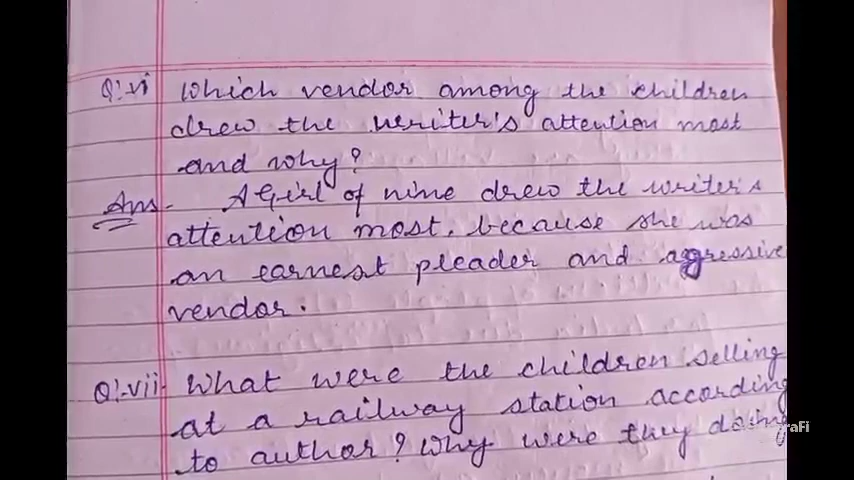 Q:-vi which vendor among the children
drew the writer's attention most
and why?
Ans- A Girl of nine drew the writer's
attention most. because she was
an earnest pleader and aggressive
vendor.
Q:-vii- What were the children selling
at a railway station according
to author? Why were they doing